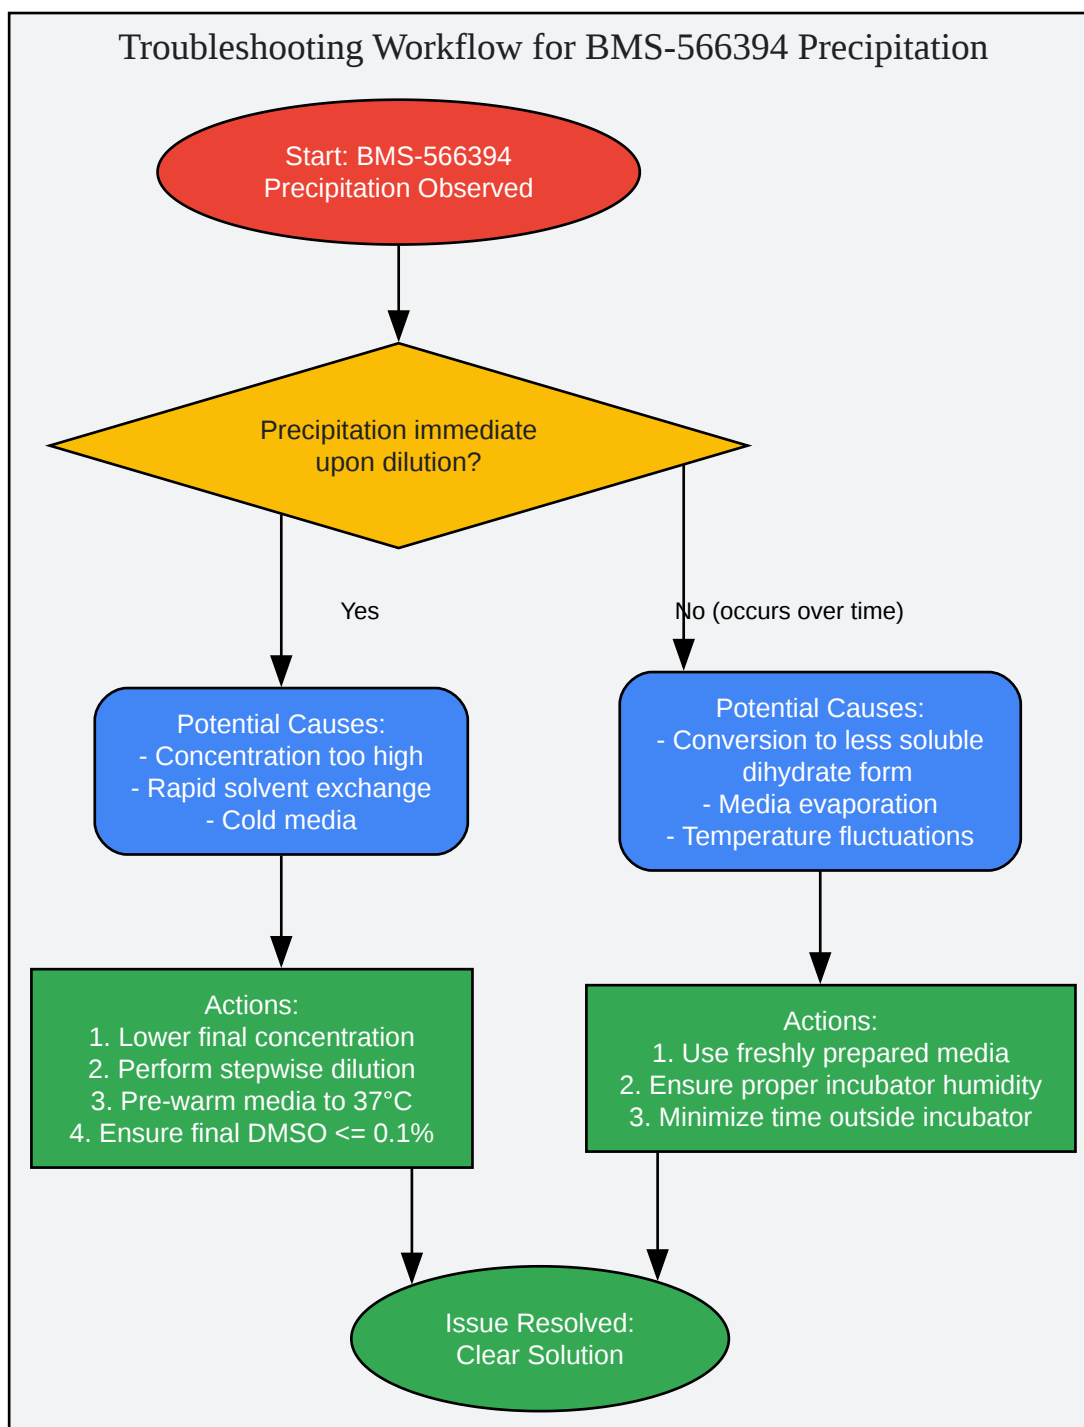 Troubleshooting Workflow for BMS-566394 Precipitation
Start: BMS-566394
Precipitation Observed
Precipitation immediate
upon dilution?
Yes
No (occurs over time)
Potential Causes:
- Concentration too high
- Rapid solvent exchange
- Cold media
Potential Causes:
- Conversion to less soluble
dihydrate form
- Media evaporation
- Temperature fluctuations
Actions:
1. Lower final concentration
2. Perform stepwise dilution
3. Pre-warm media to 37°C
4. Ensure final DMSO <= 0.1%
Actions:
1. Use freshly prepared media
2. Ensure proper incubator humidity
3. Minimize time outside incubator
Issue Resolved:
Clear Solution